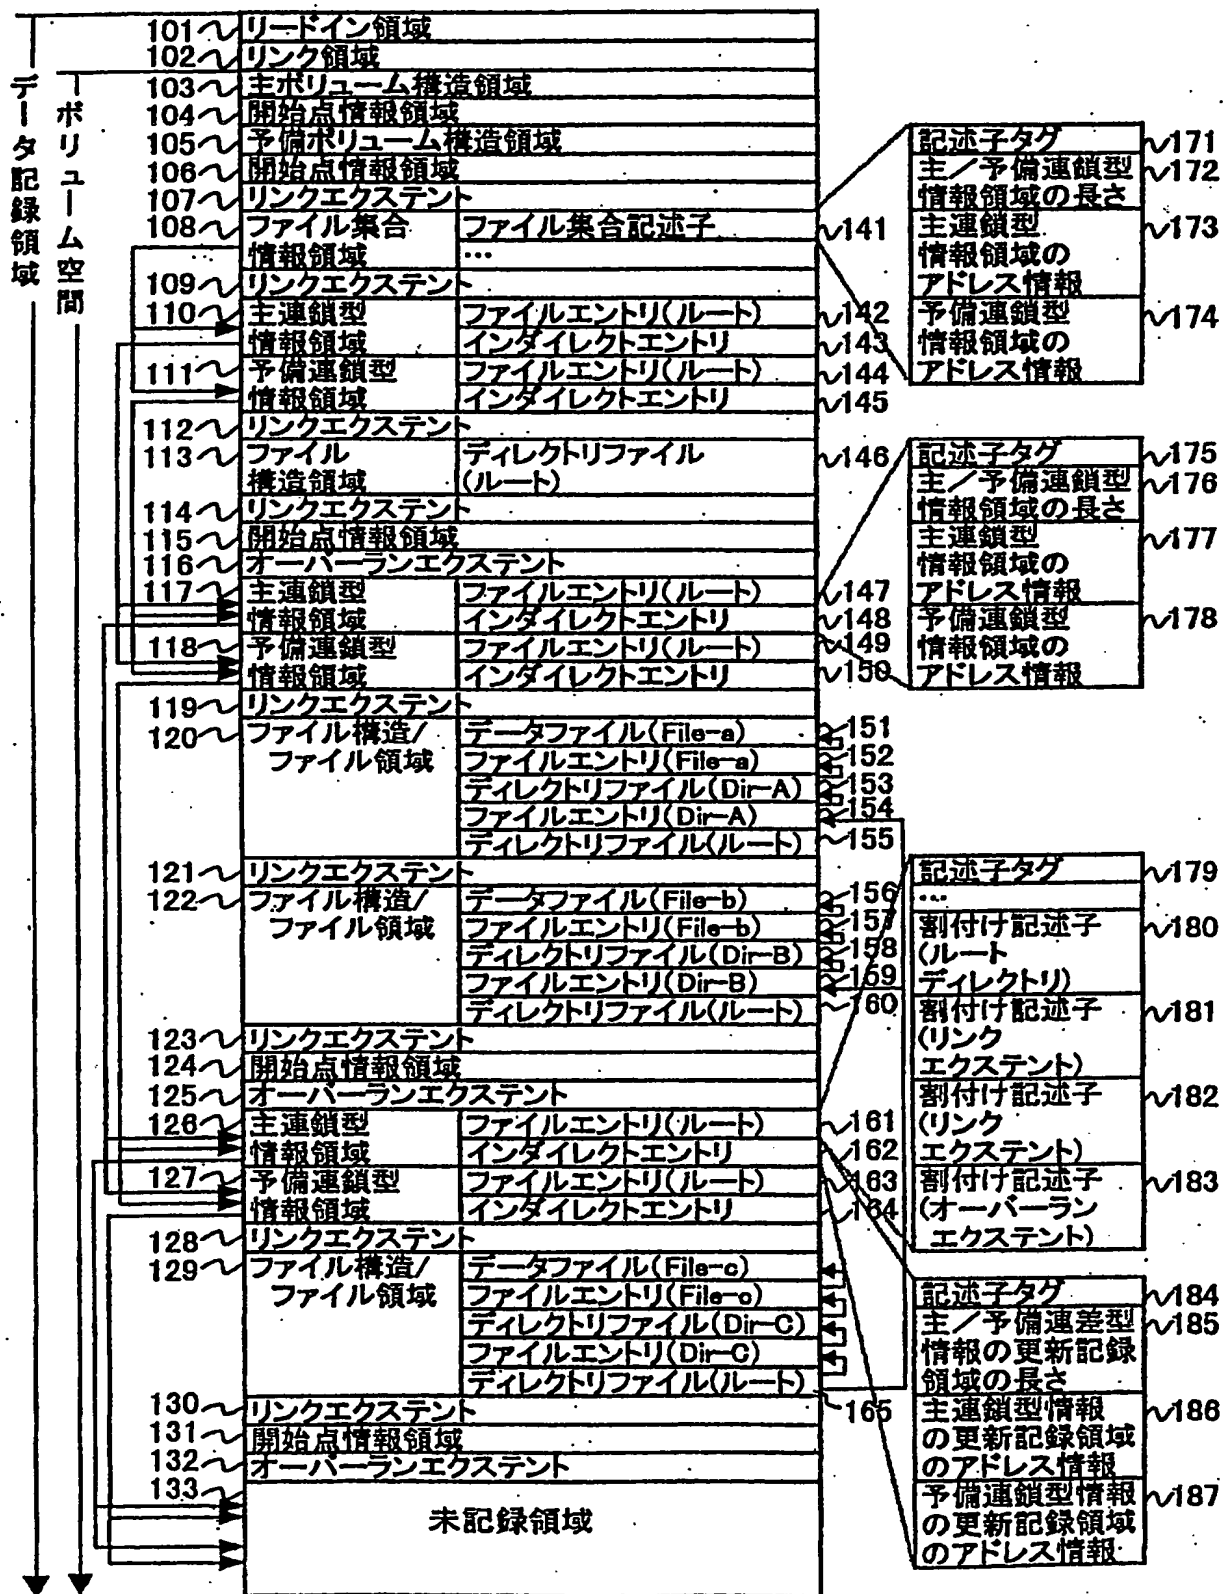 データ記録領域
ボリューム空間
101 リードイン領域
102 リンク領域
103 主ボリューム構造領域
104 開始点情報領域
105 予備ボリューム構造領域
106 開始点情報領域
107 リンクエクステント
108 ファイル集合 ファイル集合記述子 141
情報領域 …
109 リンクエクステント
110 主連鎖型 ファイルエントリ(ルート) 142
情報領域 インダイレクトエントリ 143
111 予備連鎖型 ファイルエントリ(ルート) 144
情報領域 インダイレクトエントリ 145
112 リンクエクステント
113 ファイル ディレクトリファイル 146
構造領域 (ルート)
114 リンクエクステント
115 開始点情報領域
116 オーバーランエクステント
117 主連鎖型 ファイルエントリ(ルート) 147
情報領域 インダイレクトエントリ 148
118 予備連鎖型 ファイルエントリ(ルート) 149
情報領域 インダイレクトエントリ 150
119 リンクエクステント
120 ファイル構造/ データファイル(File-a) 151
ファイル領域 ファイルエントリ(File-a) 152
ディレクトリファイル(Dir-A) 153
ファイルエントリ(Dir-A) 154
ディレクトリファイル(ルート) 155
121 リンクエクステント
122 ファイル構造/ データファイル(File-b) 156
ファイル領域 ファイルエントリ(File-b) 157
ディレクトリファイル(Dir-B) 158
ファイルエントリ(Dir-B) 159
ディレクトリファイル(ルート) 160
123 リンクエクステント
124 開始点情報領域
125 オーバーランエクステント
126 主連鎖型 ファイルエントリ(ルート) 161
情報領域 インダイレクトエントリ 162
127 予備連鎖型 ファイルエントリ(ルート) 163
情報領域 インダイレクトエントリ 164
128 リンクエクステント
129 ファイル構造/ データファイル(File-c)
ファイル領域 ファイルエントリ(File-c)
ディレクトリファイル(Dir-C)
ファイルエントリ(Dir-C)
ディレクトリファイル(ルート) 165
130 リンクエクステント
131 開始点情報領域
132 オーバーランエクステント
133
未記録領域
記述子タグ 171
主/予備連鎖型 172
情報領域の長さ
主連鎖型 173
情報領域の
アドレス情報
予備連鎖型 174
情報領域の
アドレス情報
記述子タグ 175
主/予備連鎖型 176
情報領域の長さ
主連鎖型 177
情報領域の
アドレス情報
予備連鎖型 178
情報領域の
アドレス情報
記述子タグ 179
…
割付け記述子 180
(ルート
ディレクトリ)
割付け記述子 181
(リンク
エクステント)
割付け記述子 182
(リンク
エクステント)
割付け記述子 183
(オーバーラン
エクステント)
記述子タグ 184
主/予備連差型 185
情報の更新記録
領域の長さ
主連鎖型情報 186
の更新記録領域
のアドレス情報
予備連鎖型情報 187
の更新記録領域
のアドレス情報